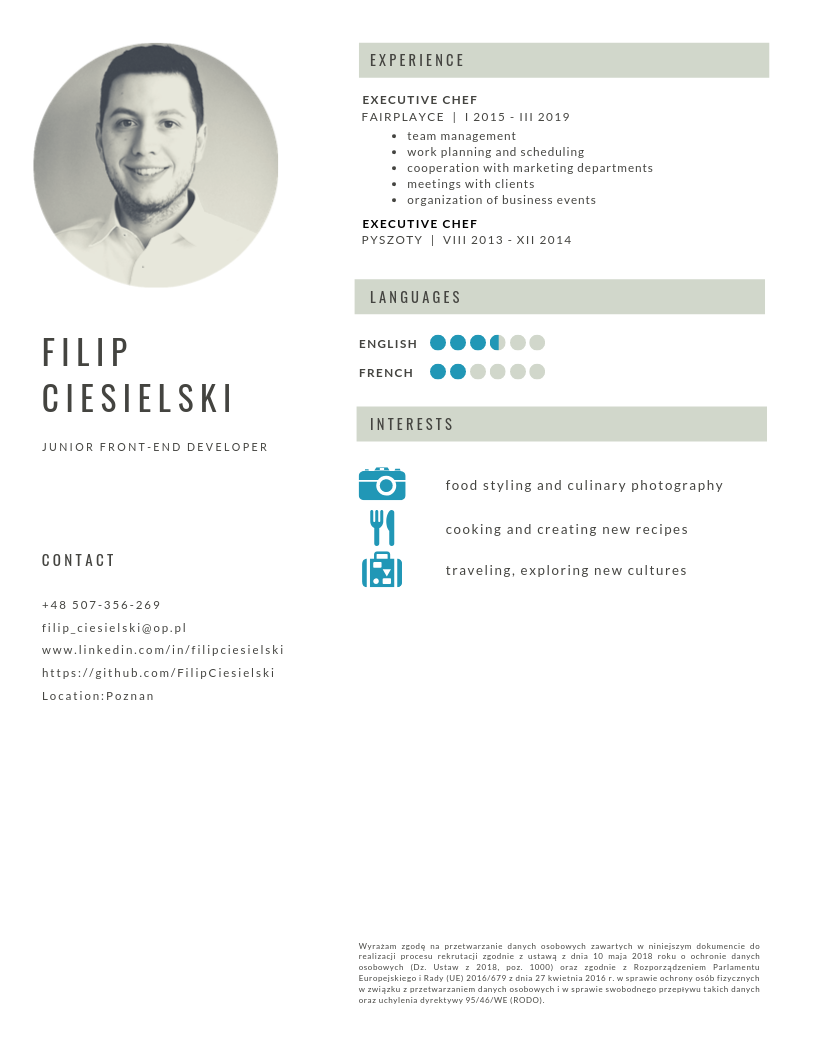 FILIP
CIESIELSKI
JUNIOR FRONT-END DEVELOPER
CONTACT
+48 507-356-269
filip_ciesielski@op.pl
www.linkedin.com/in/filipciesielski
https://github.com/FilipCiesielski
Location:Poznan
EXPERIENCE
EXECUTIVE CHEF
FAIRPLAYCE | I 2015 - III 2019
• team management
• work planning and scheduling
• cooperation with marketing departments
• meetings with clients
• organization of business events
EXECUTIVE CHEF
PYSZOTY | VIII 2013 - XII 2014
LANGUAGES
ENGLISH
FRENCH
INTERESTS
food styling and culinary photography
cooking and creating new recipes
traveling, exploring new cultures
Wyrażam zgodę na przetwarzanie danych osobowych zawartych w niniejszym dokumencie do
realizacji procesu rekrutacji zgodnie z ustawą z dnia 10 maja 2018 roku o ochronie danych
osobowych (Dz. Ustaw z 2018, poz. 1000) oraz zgodnie z Rozporządzeniem Parlamentu
Europejskiego i Rady (UE) 2016/679 z dnia 27 kwietnia 2016 r. w sprawie ochrony osób fizycznych
w związku z przetwarzaniem danych osobowych i w sprawie swobodnego przepływu takich danych
oraz uchylenia dyrektywy 95/46/WE (RODO).